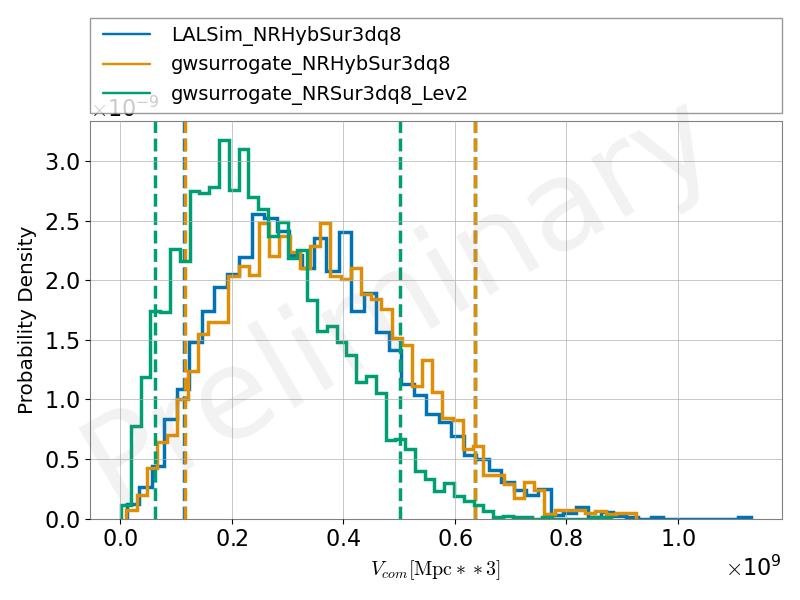 LALSim_NRHybSur3dq8
gwsurrogate_NRHybSur3dq8
gwsurrogate_NRSur3dq8_Lev2
×10⁻⁹
3.0
2.5
2.0
1.5
1.0
0.5
0.0
Probability Density
Preliminary
0.0 0.2 0.4 0.6 0.8 1.0
×10⁹
V_com[Mpc ∗ ∗3]